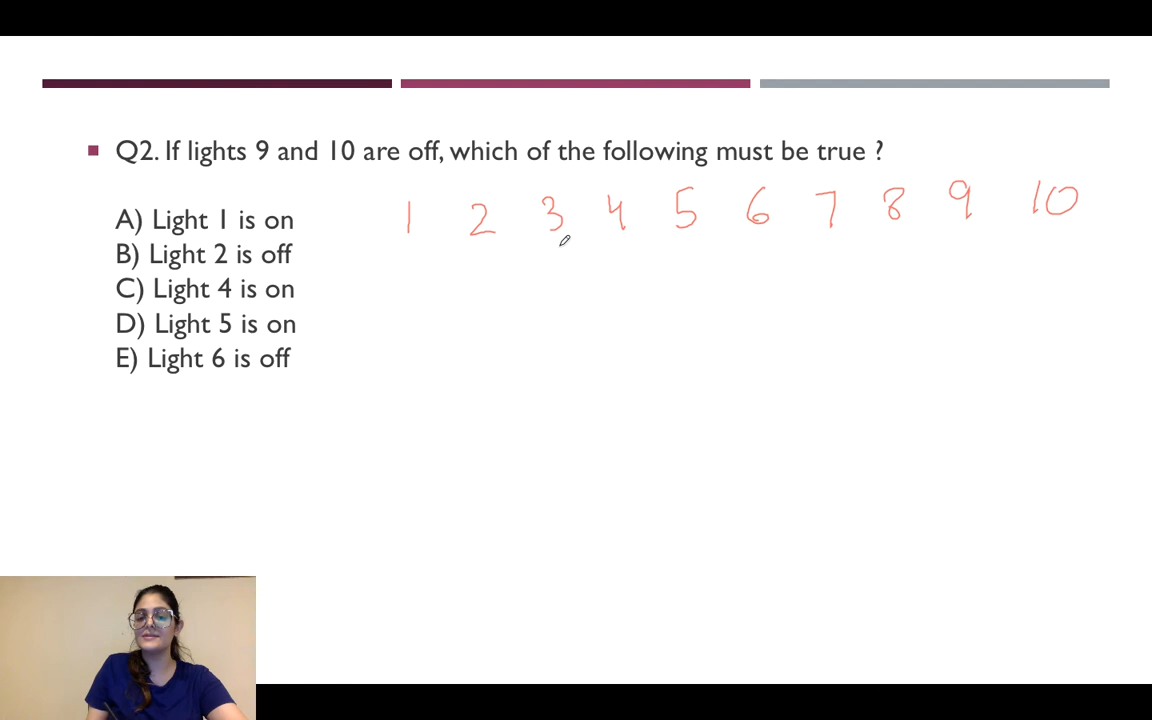 Q2. If lights 9 and 10 are off, which of the following must be true ?
1 2 3 4 5 6 7 8 9 10
A) Light 1 is on
B) Light 2 is off
C) Light 4 is on
D) Light 5 is on
E) Light 6 is off